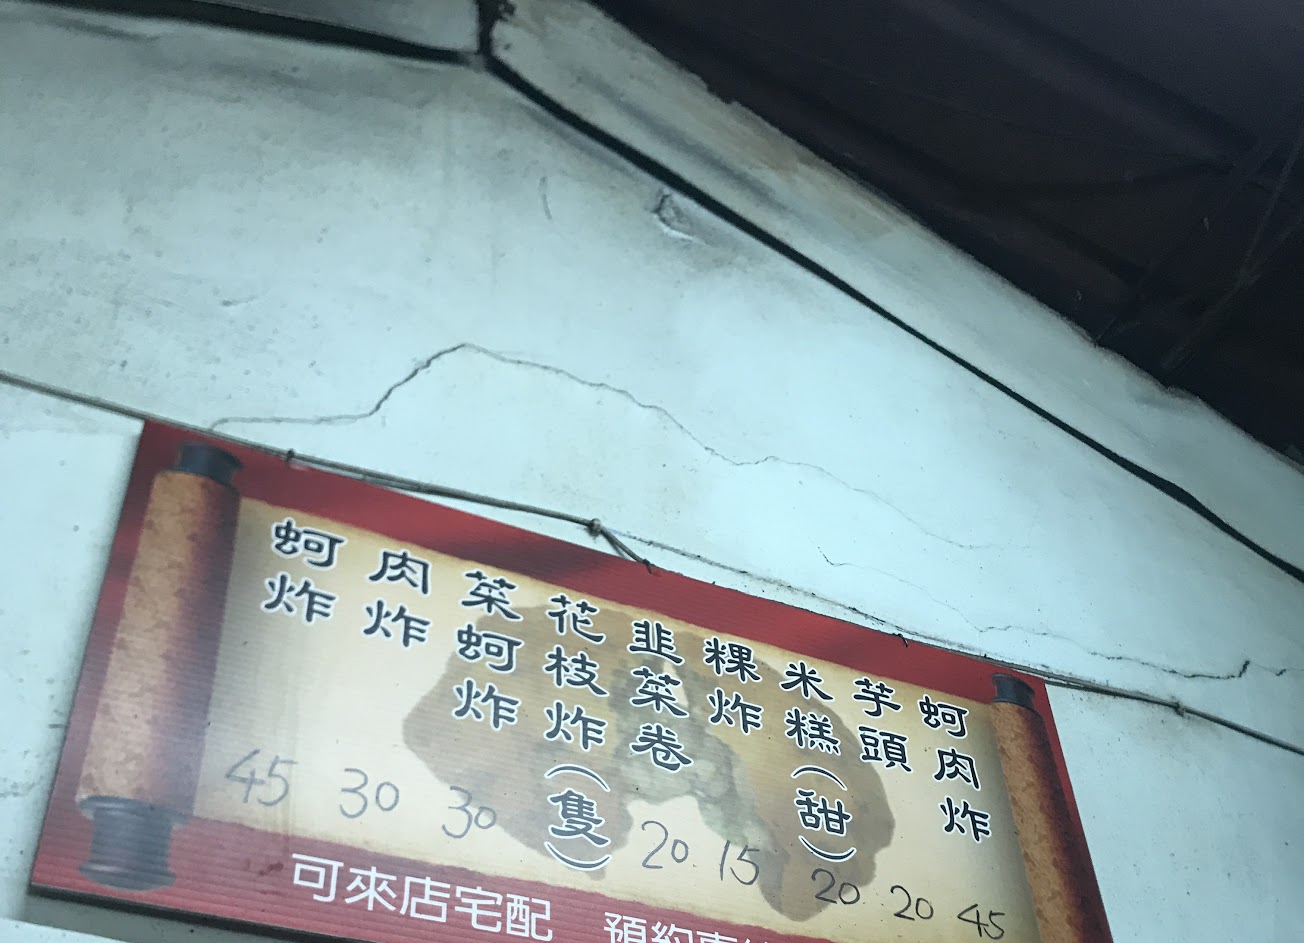 蚵肉炸 45
芋頭 20
米糕(甜) 20
粿炸 15
韭菜卷 20
花枝炸(隻)
菜蚵炸 30
肉炸 30
蚵炸 45
可來店宅配 預約